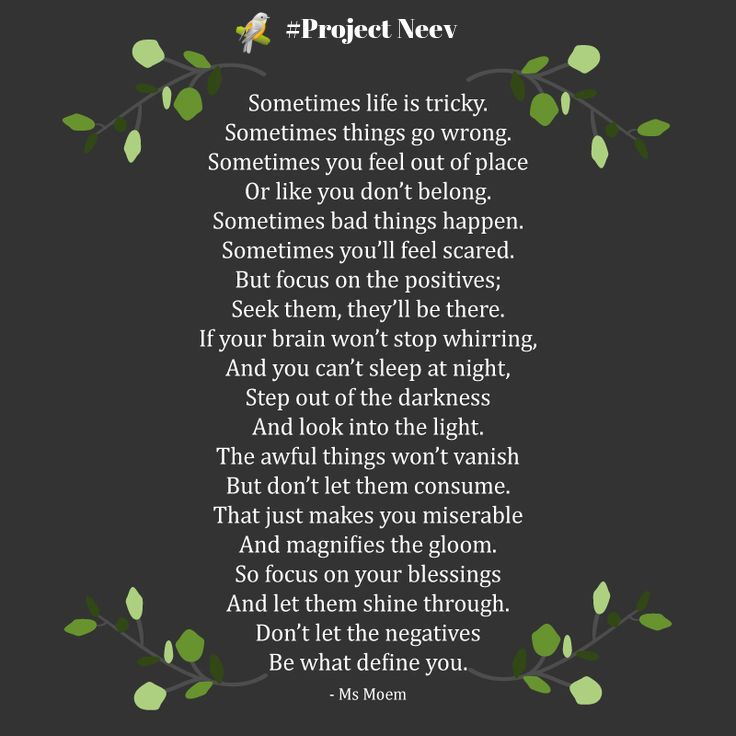 #Project Neev
Sometimes life is tricky.
Sometimes things go wrong.
Sometimes you feel out of place
Or like you don’t belong.
Sometimes bad things happen.
Sometimes you’ll feel scared.
But focus on the positives;
Seek them, they’ll be there.
If your brain won’t stop whirring,
And you can’t sleep at night,
Step out of the darkness
And look into the light.
The awful things won’t vanish
But don’t let them consume.
That just makes you miserable
And magnifies the gloom.
So focus on your blessings
And let them shine through.
Don’t let the negatives
Be what define you.
- Ms Moem